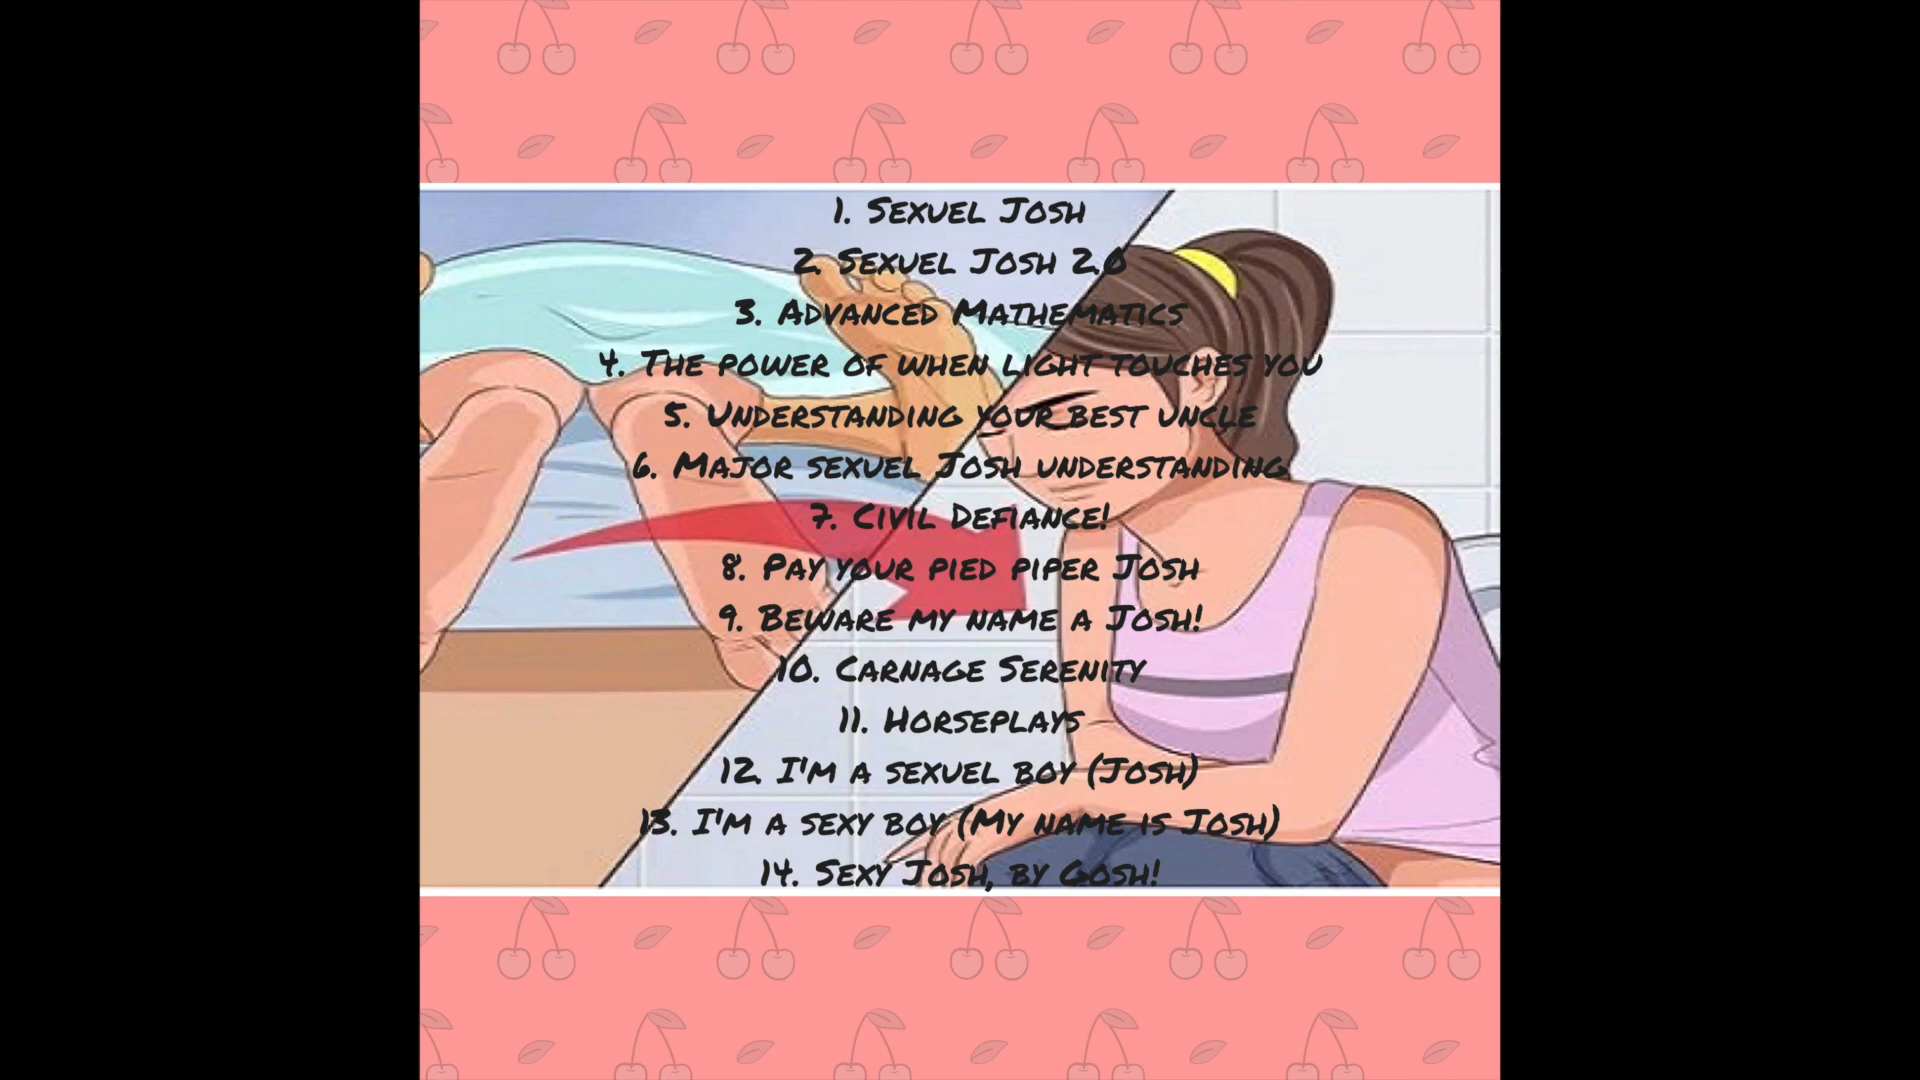 1. Sexuel Josh
2. Sexuel Josh 2.0
3. Advanced Mathematics
4. The power of when light touches you
5. Understanding your best uncle
6. Major sexuel Josh understanding
7. Civil Defiance!
8. Pay your pied piper Josh
9. Beware my name a Josh!
10. Carnage Serenity
11. Horseplays
12. I'm a sexuel boy (Josh)
13. I'm a sexy boy (My name is Josh)
14. Sexy Josh, by Gosh!